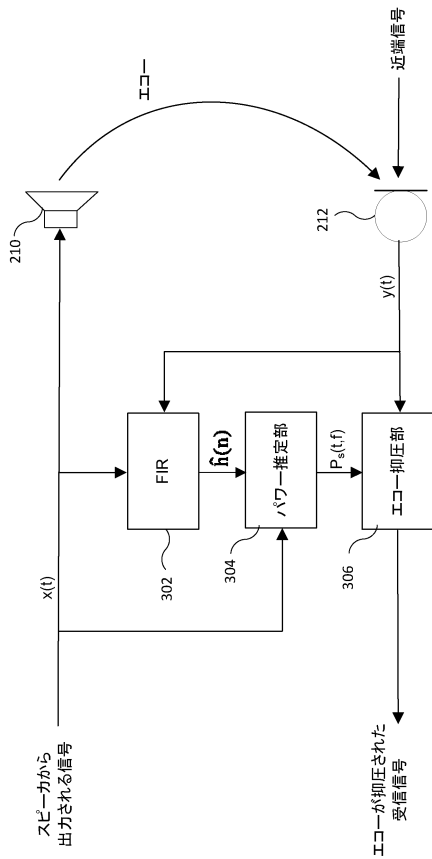 スピーカから
出力される信号
x(t)
210
エコー
FIR
302
ĥ(n)
パワー推定部
304
Pₛ(t,f)
エコー抑圧部
306
y(t)
212
近端信号
エコーが抑圧された
受信信号